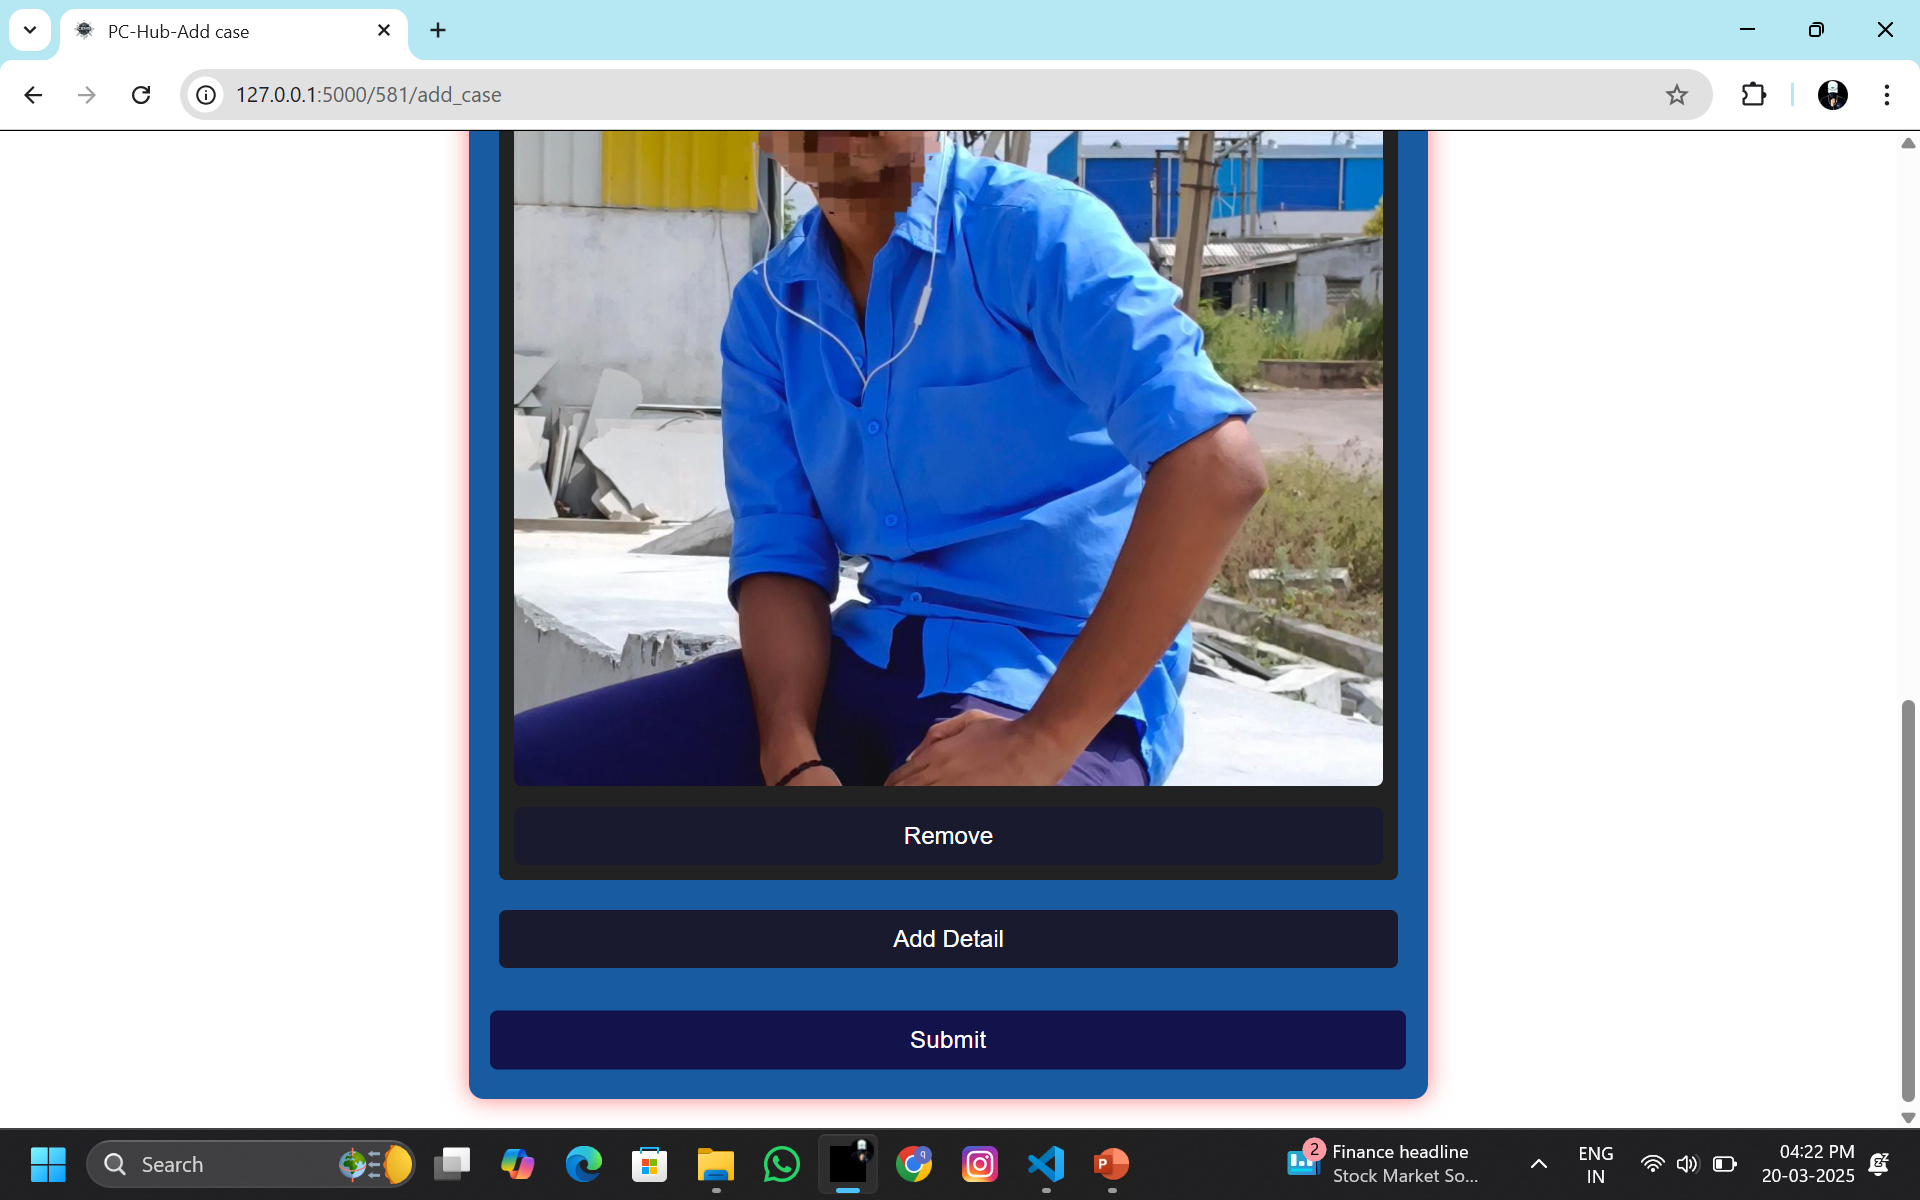 PC-Hub-Add case
127.0.0.1:5000/581/add_case
Remove
Add Detail
Submit
Search
2
Finance headline
Stock Market So...
ENG
IN
04:22 PM
20-03-2025